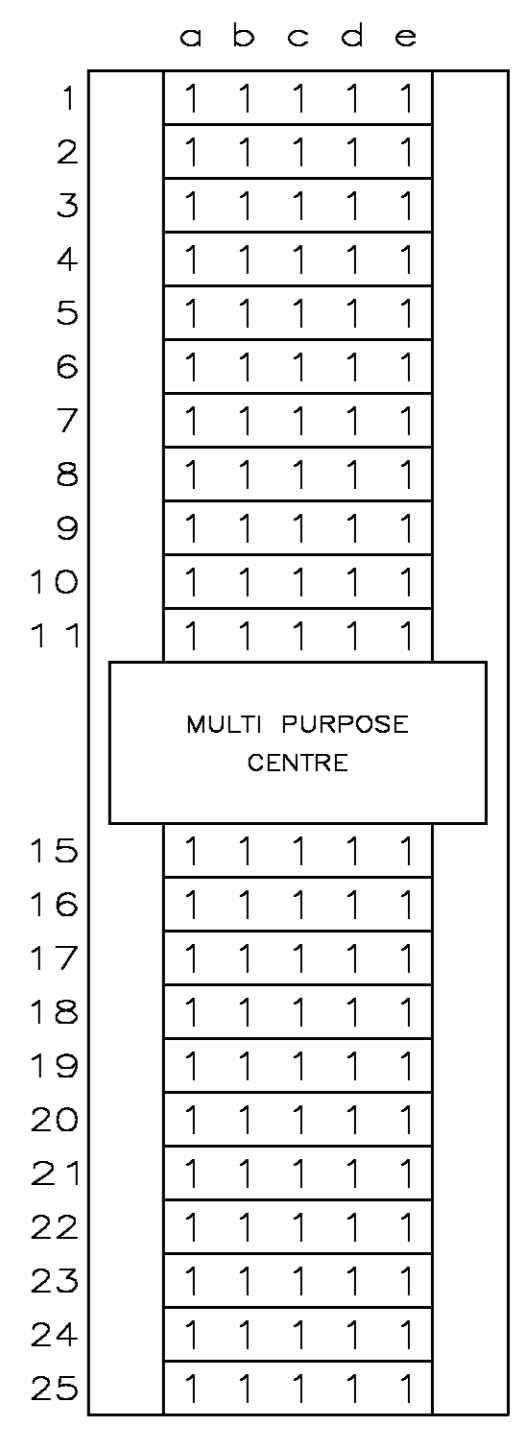 a b c d e
1 1 1 1 1 1
2 1 1 1 1 1
3 1 1 1 1 1
4 1 1 1 1 1
5 1 1 1 1 1
6 1 1 1 1 1
7 1 1 1 1 1
8 1 1 1 1 1
9 1 1 1 1 1
10 1 1 1 1 1
11 1 1 1 1 1
MULTI PURPOSE
CENTRE
15 1 1 1 1 1
16 1 1 1 1 1
17 1 1 1 1 1
18 1 1 1 1 1
19 1 1 1 1 1
20 1 1 1 1 1
21 1 1 1 1 1
22 1 1 1 1 1
23 1 1 1 1 1
24 1 1 1 1 1
25 1 1 1 1 1